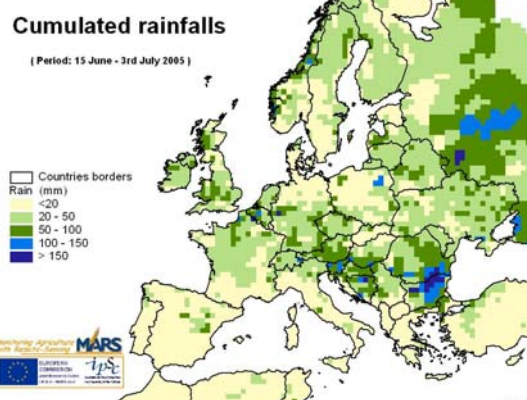 Cumulated rainfalls
( Period: 15 June - 3rd July 2005 )
Countries borders
Rain (mm)
<20
20 - 50
50 - 100
100 - 150
> 150
MARS
EUROPEAN
COMMISSION
ipsc